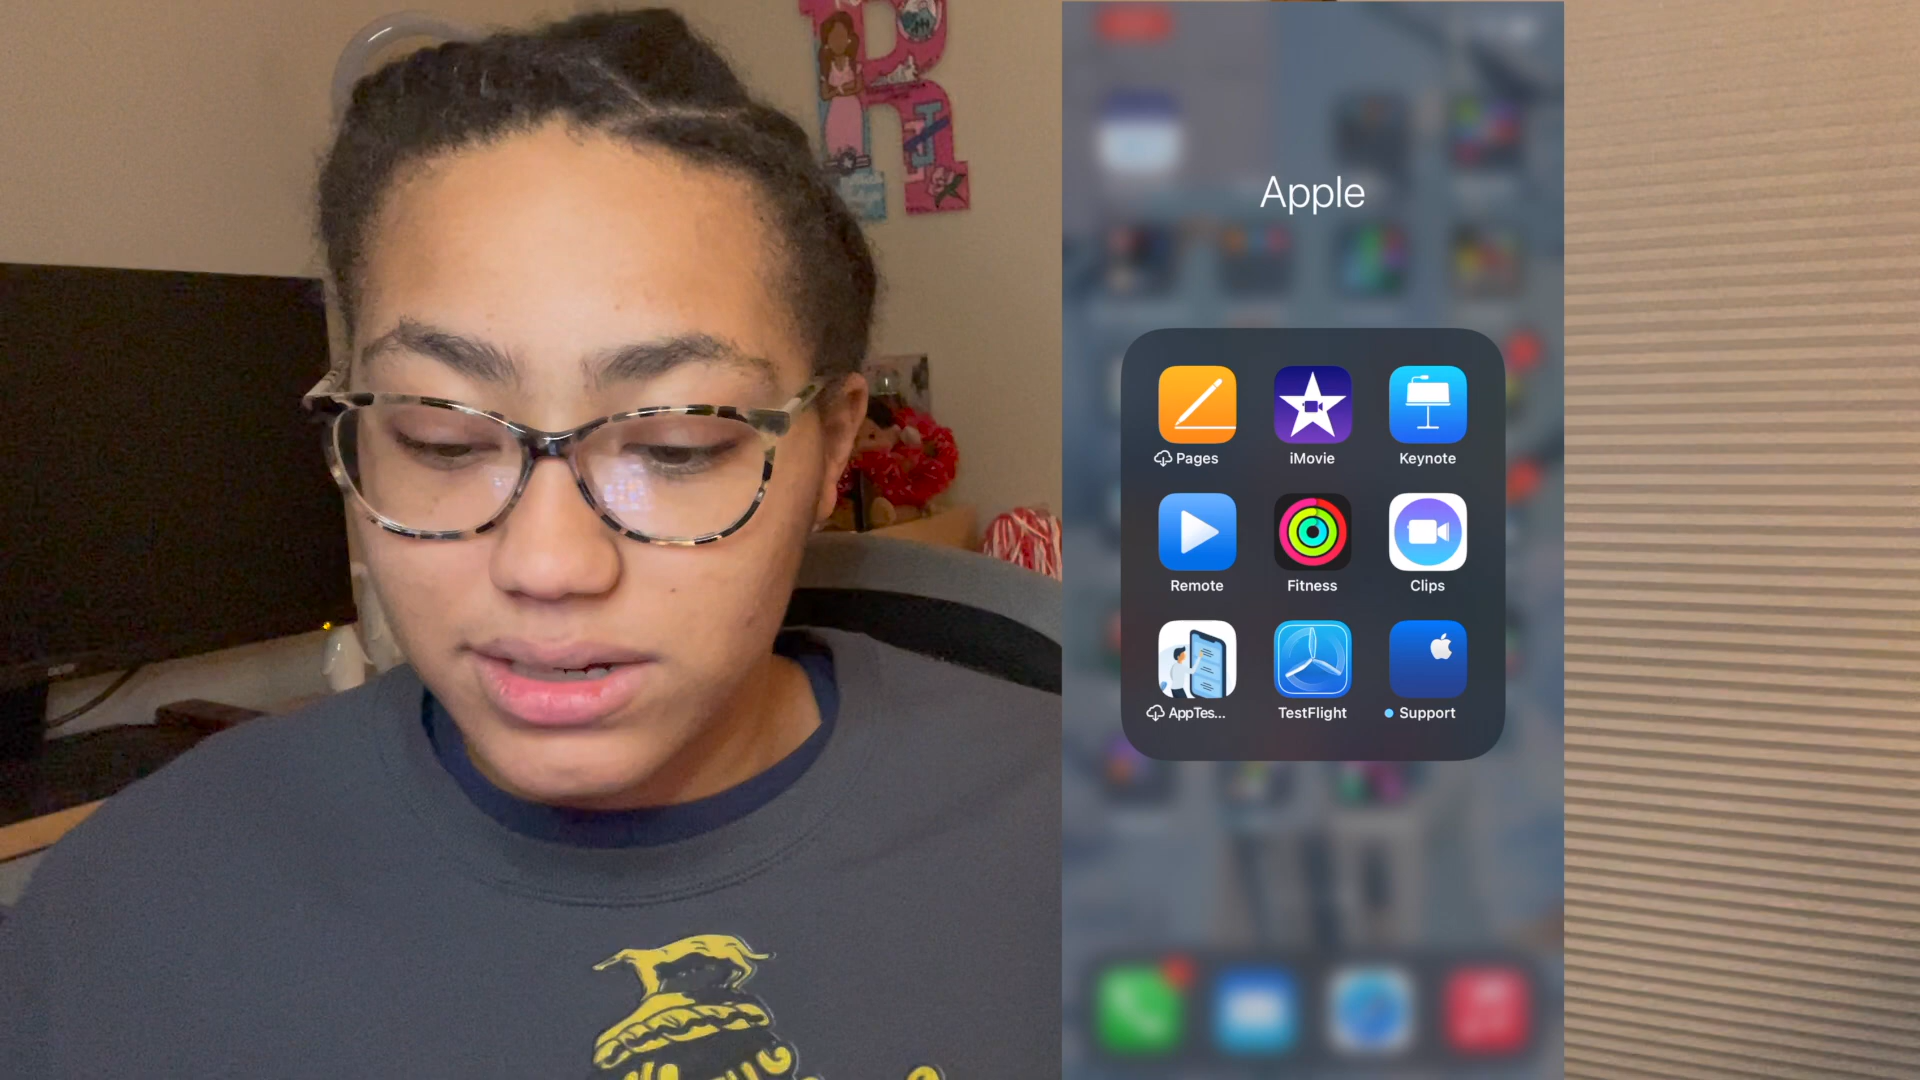 Apple
Pages
iMovie
Keynote
Remote
Fitness
Clips
AppTes...
TestFlight
Support
R